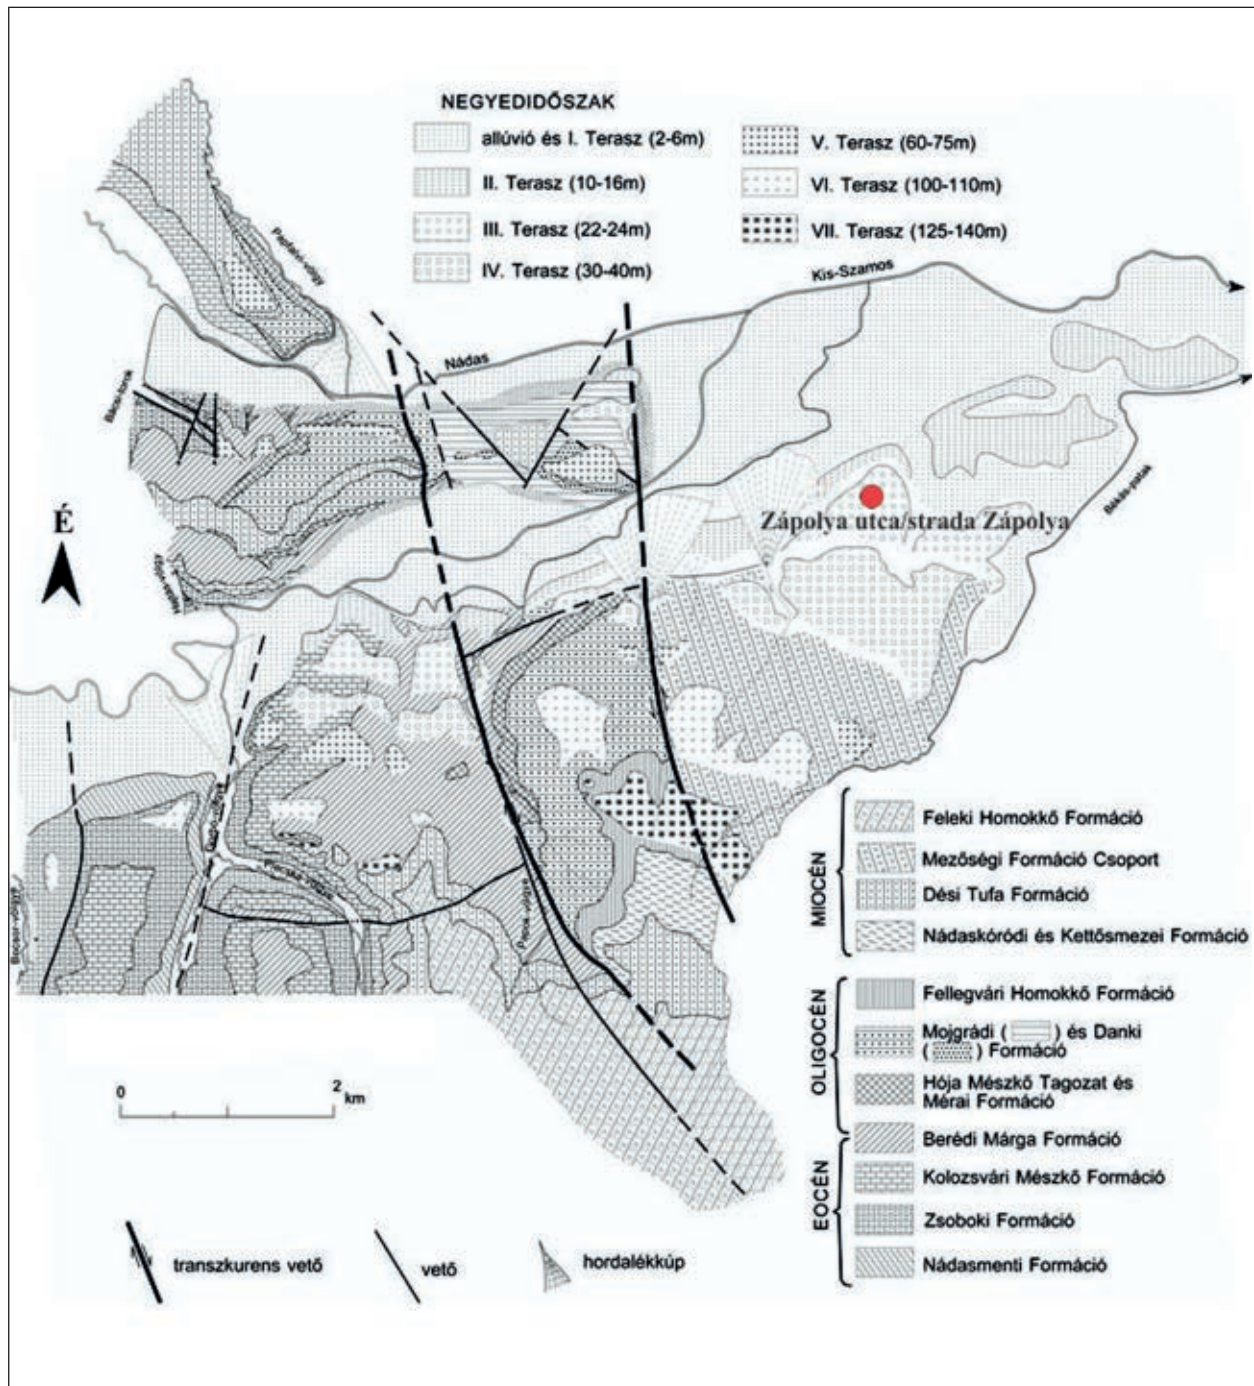 NEGYEDIDŐSZAK
allúvió és I. Terasz (2-6m)
II. Terasz (10-16m)
III. Terasz (22-24m)
IV. Terasz (30-40m)
V. Terasz (60-75m)
VI. Terasz (100-110m)
VII. Terasz (125-140m)
Papfalvi-völgy
Kis-Szamos
Nádas
Bácsi-torok
Békás-patak
Zápolya utca/strada Zápolya
É
MIOCÉN
Feleki Homokkő Formáció
Mezőségi Formáció Csoport
Dési Tufa Formáció
Nádaskóródi és Kettősmezei Formáció
OLIGOCÉN
Fellegvári Homokkő Formáció
Mojgrádi ( ) és Danki
( ) Formáció
Hója Mészkő Tagozat és
Mérai Formáció
EOCÉN
Berédi Márga Formáció
Kolozsvári Mészkő Formáció
Zsoboki Formáció
Nádasmenti Formáció
0 2
km
transzkurens vető
vető
hordalékkúp